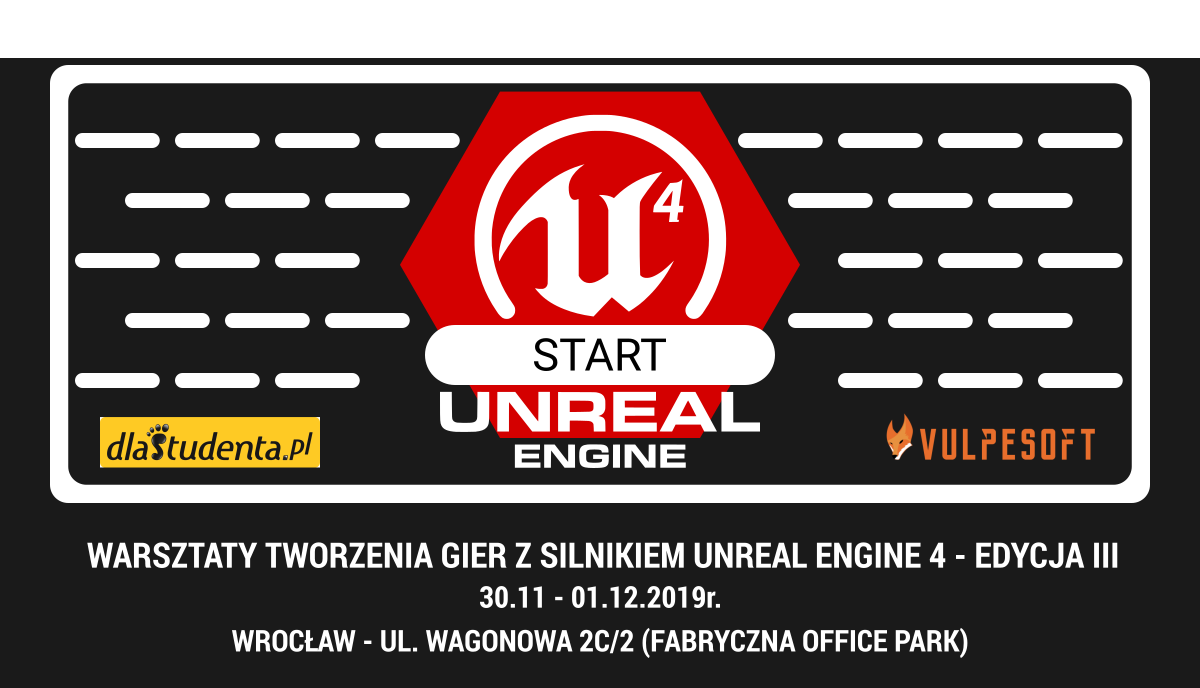 4
START
UNREAL
ENGINE
dlaStudenta.pl
VULPESOFT
WARSZTATY TWORZENIA GIER Z SILNIKIEM UNREAL ENGINE 4 - EDYCJA III
30.11 - 01.12.2019r.
WROCŁAW - UL. WAGONOWA 2C/2 (FABRYCZNA OFFICE PARK)